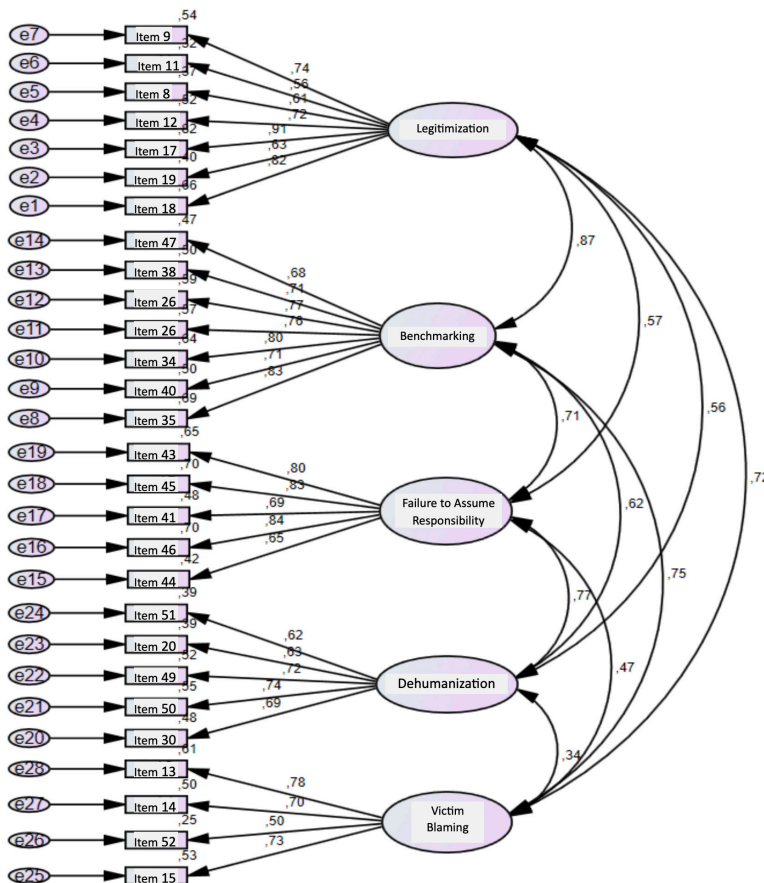 ,54
e7 Item 9
,32
e6 Item 11
,37
e5 Item 8
,52
e4 Item 12
,82
e3 Item 17
,40
e2 Item 19
,66
e1 Item 18
,74
,56
,61
,72
,91
,63
,82
Legitimization
,47
e14 Item 47
,50
e13 Item 38
,59
e12 Item 26
,57
e11 Item 26
,64
e10 Item 34
,50
e9 Item 40
,69
e8 Item 35
,68
,71
,77
,76
,80
,71
,83
Benchmarking
,65
e19 Item 43
,70
e18 Item 45
,48
e17 Item 41
,70
e16 Item 46
,42
e15 Item 44
,80
,83
,69
,84
,65
Failure to Assume
Responsibility
,39
e24 Item 51
,39
e23 Item 20
,52
e22 Item 49
,55
e21 Item 50
,48
e20 Item 30
,62
,63
,72
,74
,69
Dehumanization
,61
e28 Item 13
,50
e27 Item 14
,25
e26 Item 52
,53
e25 Item 15
,78
,70
,50
,73
Victim
Blaming
,87
,57
,56
,71
,72
,62
,75
,77
,47
,34